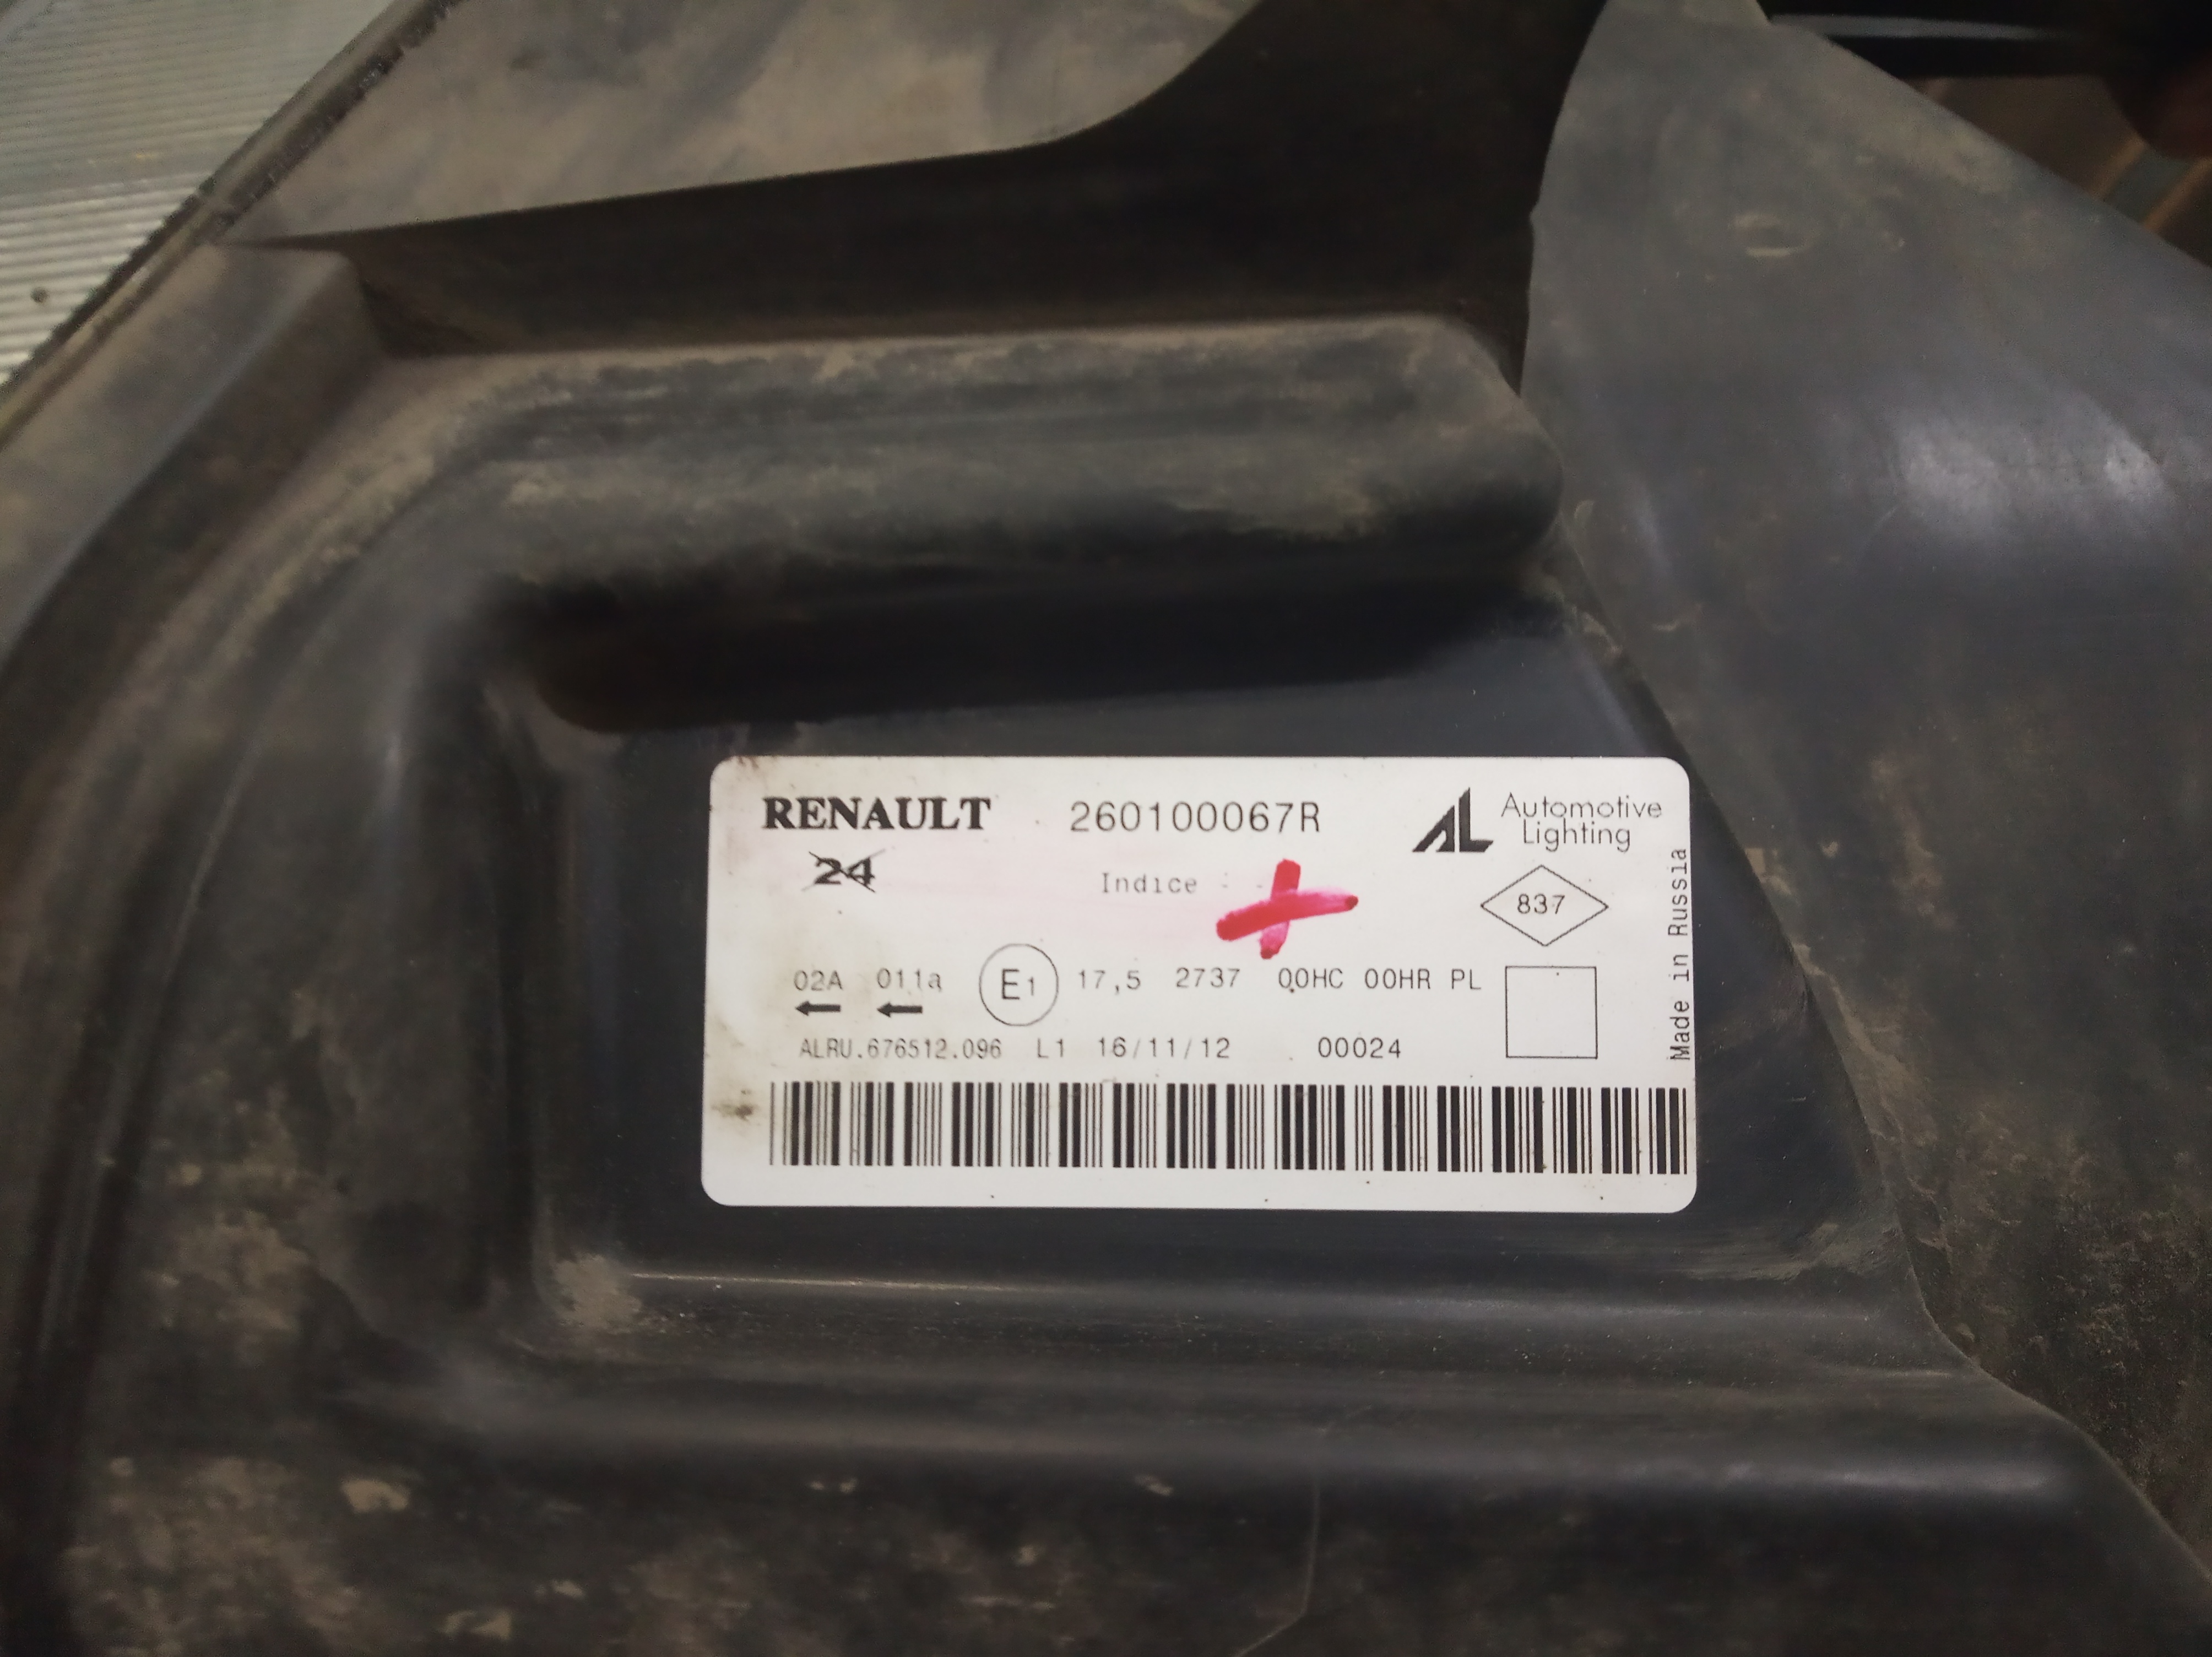 RENAULT 260100067R AL Automotive
Lighting
24
Indice : -
837
02A 011a E1 17,5 2737 00HC 00HR PL
ALRU.676512.096 L1 16/11/12 00024
Made in Russia